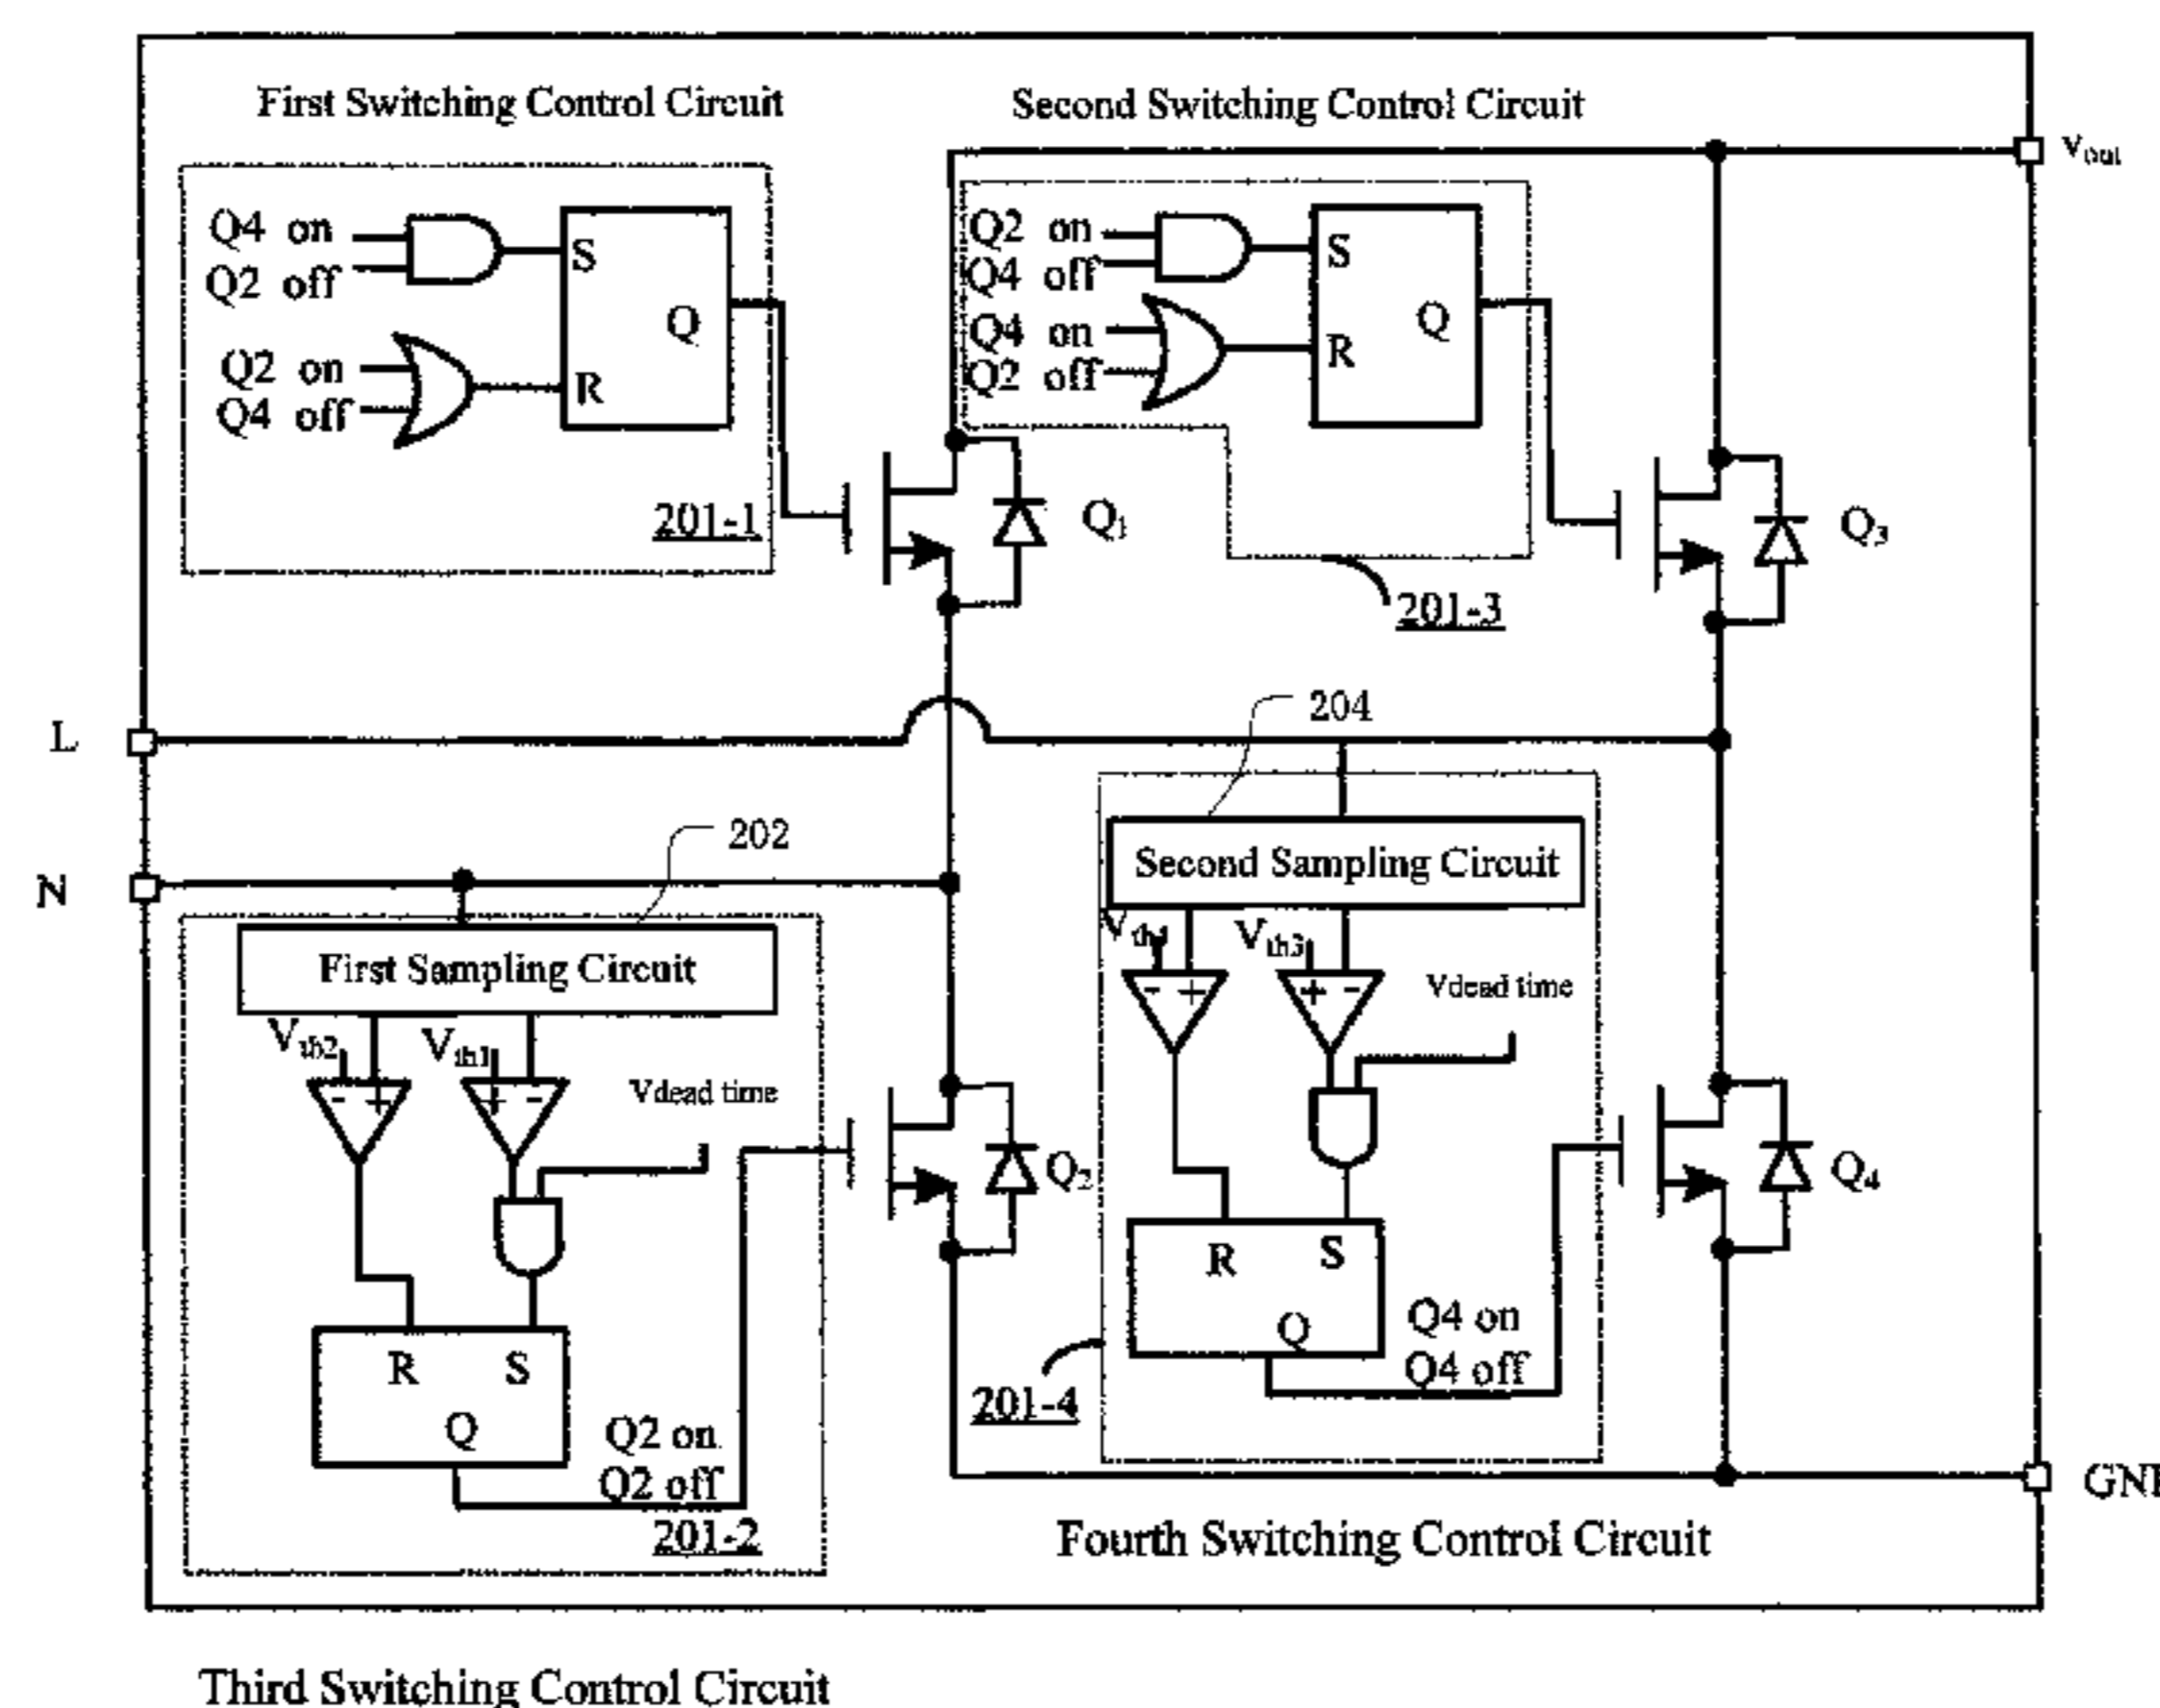 First Switching Control Circuit
Second Switching Control Circuit
Vout
Q4 on
Q2 off
S
Q
Q2 on
Q4 off
R
201-1
Q1
Q2 on
Q4 off
S
Q
Q4 on
Q2 off
R
201-3
Q3
L
204
N
202
Second Sampling Circuit
First Sampling Circuit
Vth4
Vth3
- +
+ -
Vdead time
Vth2
Vth1
- +
+ -
Vdead time
Q2
Q4
R
S
Q
Q4 on
Q4 off
201-4
R
S
Q
Q2 on
Q2 off
201-2
Fourth Switching Control Circuit
Third Switching Control Circuit